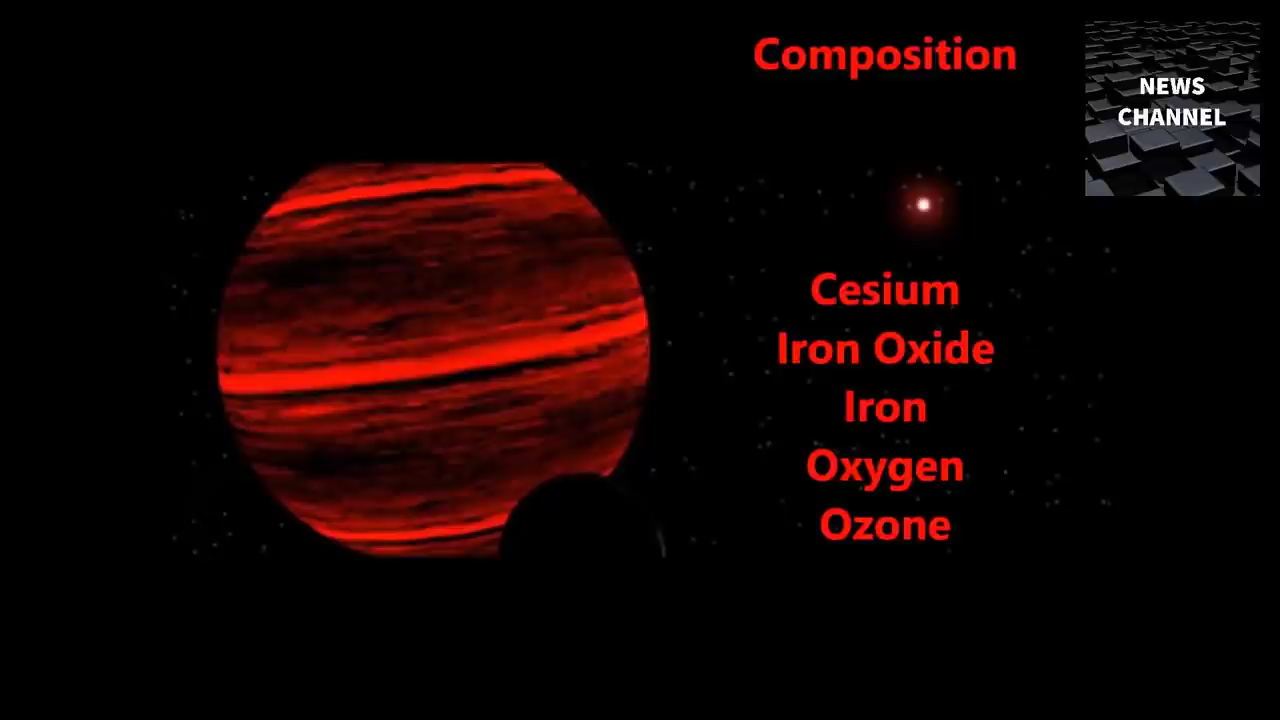 Composition
NEWS
CHANNEL
Cesium
Iron Oxide
Iron
Oxygen
Ozone